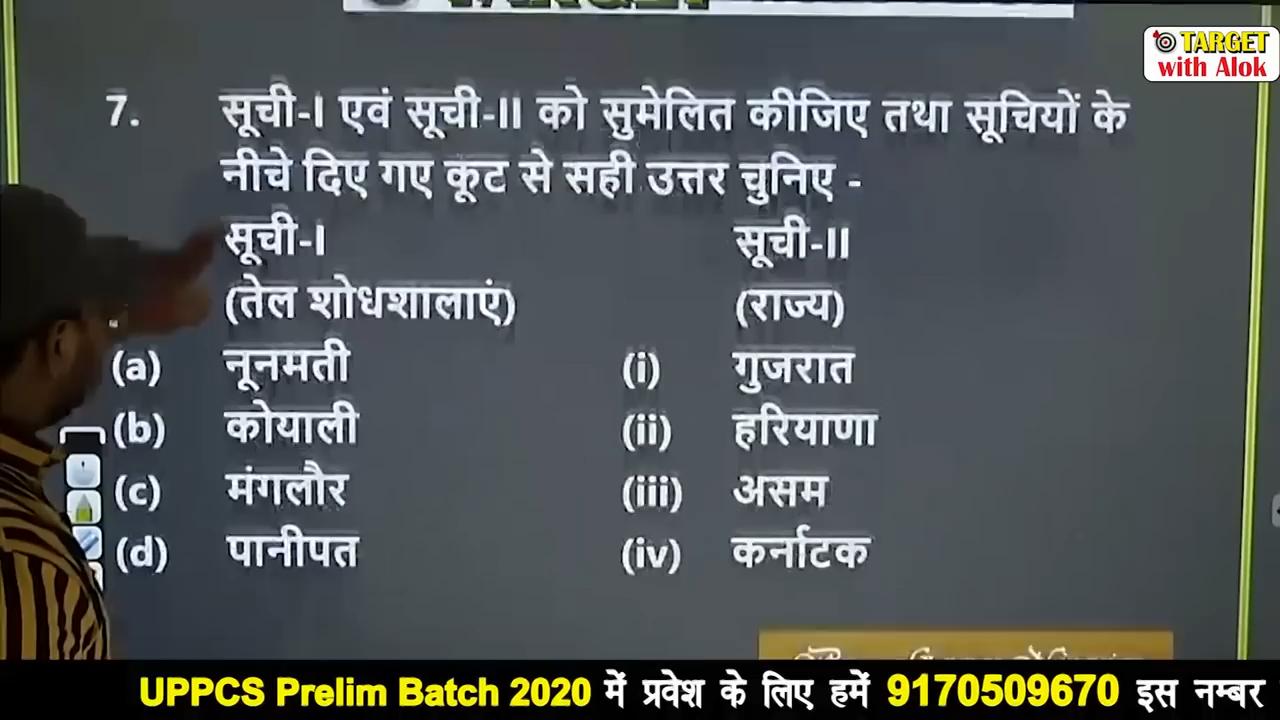 TARGET
with Alok
7. सूची-I एवं सूची-II को सुमेलित कीजिए तथा सूचियों के
नीचे दिए गए कूट से सही उत्तर चुनिए -
सूची-I सूची-II
(तेल शोधशालाएं) (राज्य)
(a) नूनमती (i) गुजरात
(b) कोयाली (ii) हरियाणा
(c) मंगलौर (iii) असम
(d) पानीपत (iv) कर्नाटक
UPPCS Prelim Batch 2020 में प्रवेश के लिए हमें 9170509670 इस नम्बर